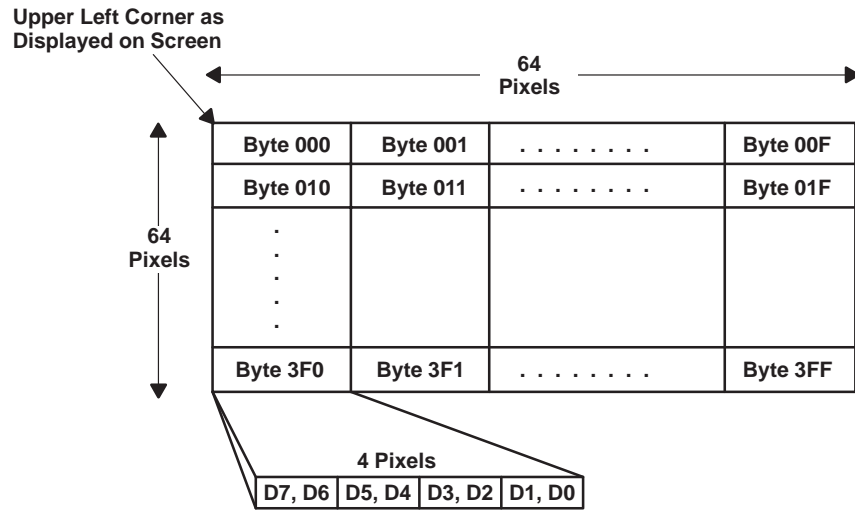 Upper Left Corner as
Displayed on Screen
64
Pixels
Byte 000 Byte 001 . . . . . . . . Byte 00F
Byte 010 Byte 011 . . . . . . . . Byte 01F
64
Pixels
.
.
.
.
.
Byte 3F0 Byte 3F1 . . . . . . . . Byte 3FF
4 Pixels
D7, D6 D5, D4 D3, D2 D1, D0